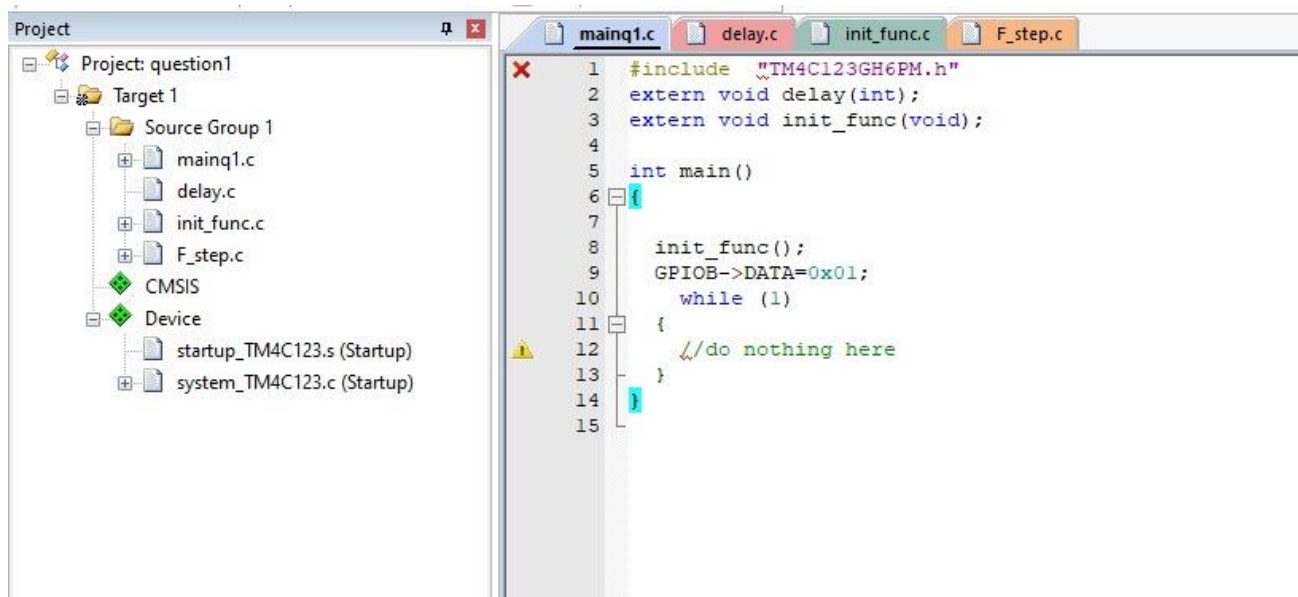 Project
Project: question1
Target 1
Source Group 1
mainq1.c
delay.c
init_func.c
F_step.c
CMSIS
Device
startup_TM4C123.s (Startup)
system_TM4C123.c (Startup)
mainq1.c delay.c init_func.c F_step.c
1 #include "TM4C123GH6PM.h"
2 extern void delay(int);
3 extern void init_func(void);
4
5 int main()
6 {
7
8 init_func();
9 GPIOB->DATA=0x01;
10 while (1)
11 {
12 //do nothing here
13 }
14 }
15